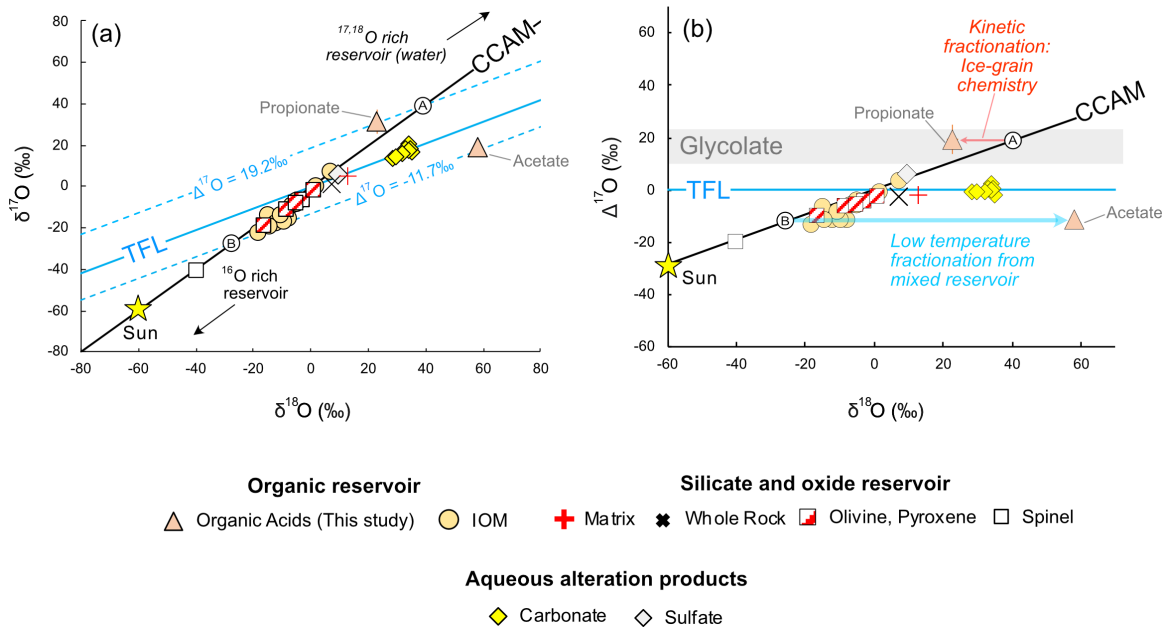 (a)
17,18O rich
reservoir (water)
CCAM
Propionate
Acetate
Δ17O = 19.2‰
Δ17O = -11.7‰
TFL
A
B
16O rich
reservoir
Sun
80
60
40
20
0
-20
-40
-60
-80
-80
-60
-40
-20
0
20
40
60
80
δ17O (‰)
δ18O (‰)
(b)
Kinetic
fractionation:
Ice-grain
chemistry
CCAM
Propionate
A
Glycolate
TFL
B
Acetate
Low temperature
fractionation from
mixed reservoir
Sun
60
40
20
0
-20
-40
-60
-60
-40
-20
0
20
40
60
Δ17O (‰)
δ18O (‰)
Organic reservoir
Organic Acids (This study)
IOM
Silicate and oxide reservoir
Matrix
Whole Rock
Olivine, Pyroxene
Spinel
Aqueous alteration products
Carbonate
Sulfate